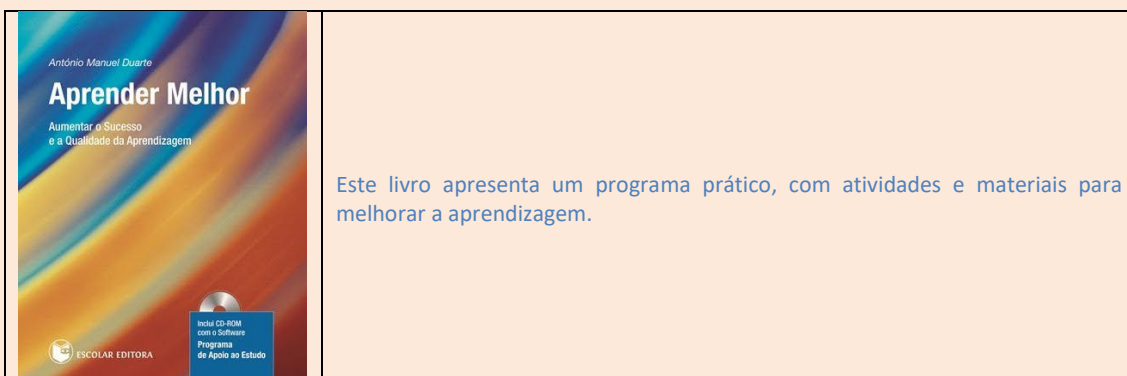 António Manuel Duarte
Aprender Melhor
Aumentar o Sucesso
e a Qualidade da Aprendizagem
Inclui CD-ROM
com o Software
Programa
de Apoio ao Estudo
ESCOLAR EDITORA
Este livro apresenta um programa prático, com atividades e materiais para
melhorar a aprendizagem.